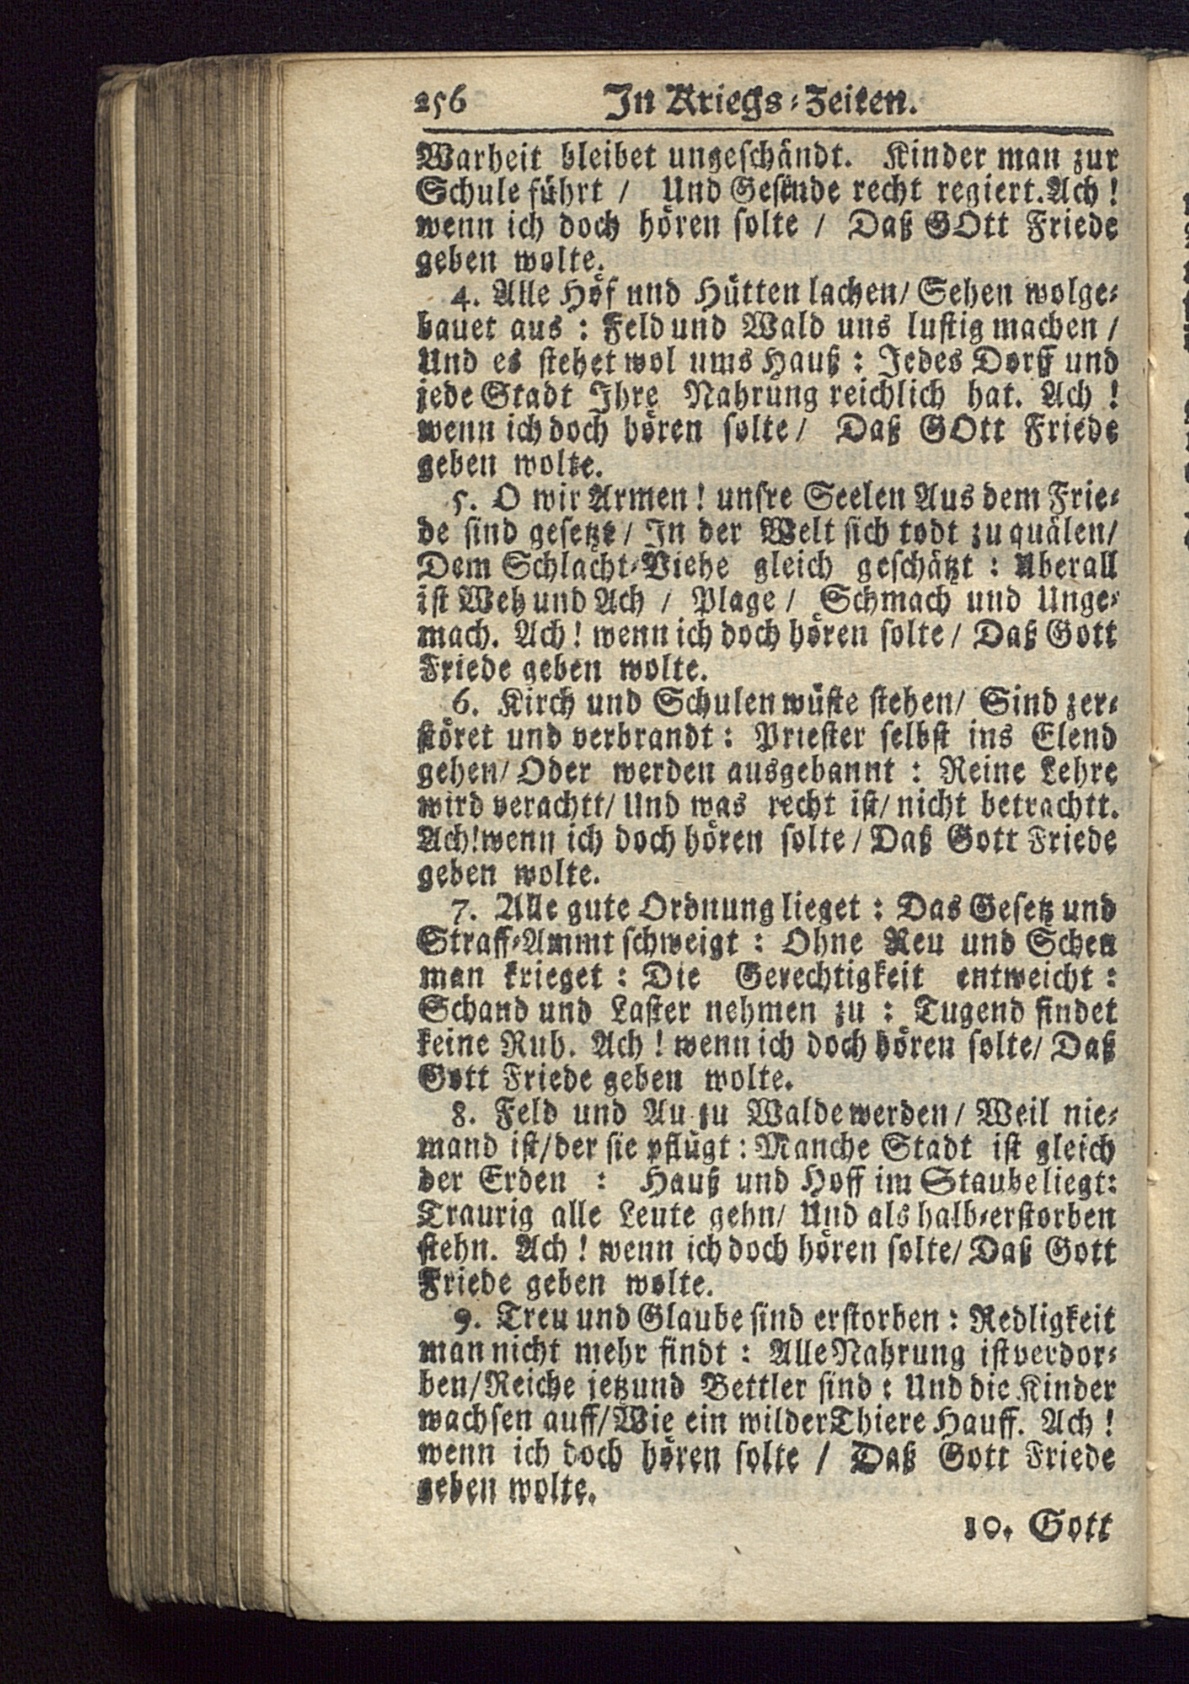 256 In Kriegs-Zeiten.
Warheit bleibet ungeschändt. Kinder man zur
Schule führt / Und Gesinde recht regiert. Ach !
wenn ich doch hören solte / Daß GOtt Friede
geben wolte.
4. Alle Höf und Hütten lachen/ Sehen wolge-
bauet aus : Feld und Wald uns lustig machen /
Und es stehet wol ums Hauß : Jedes Dorff und
jede Stadt Ihre Nahrung reichlich hat. Ach !
wenn ich doch hören solte / Daß GOtt Friede
geben wolte.
5. O wir Armen ! unsre Seelen Aus dem Frie-
de sind gesetzt / In der Welt sich todt zu quälen/
Dem Schlacht-Viehe gleich geschätzt : Uberall
ist Weh und Ach / Plage / Schmach und Unge-
mach. Ach ! wenn ich doch hören solte / Daß Gott
Friede geben wolte.
6. Kirch und Schulen wüste stehen/ Sind zer-
störet und verbrandt : Priester selbst ins Elend
gehen/ Oder werden ausgebannt : Reine Lehre
wird verachtt/ Und was recht ist/ nicht betrachtt.
Ach! wenn ich doch hören solte / Daß Gott Friede
geben wolte.
7. Alle gute Ordnung lieget : Das Gesetz und
Straff-Ammt schweigt : Ohne Reu und Scheu
man krieget : Die Gerechtigkeit entweicht :
Schand und Laster nehmen zu : Tugend findet
keine Ruh. Ach ! wenn ich doch hören solte/ Daß
Gott Friede geben wolte.
8. Feld und Au zu Walde werden / Weil nie-
mand ist/ der sie pflügt : Manche Stadt ist gleich
der Erden : Hauß und Hoff im Staube liegt:
Traurig alle Leute gehn/ Und als halb-erstorben
stehn. Ach ! wenn ich doch hören solte/ Daß Gott
Friede geben wolte.
9. Treu und Glaube sind erstorben : Redligkeit
man nicht mehr findt : Alle Nahrung ist verdor-
ben/ Reiche jetzund Bettler sind : Und die Kinder
wachsen auff/ Wie ein wilder Thiere Hauff. Ach !
wenn ich doch hören solte / Daß Gott Friede
geben wolte.
10. Gott